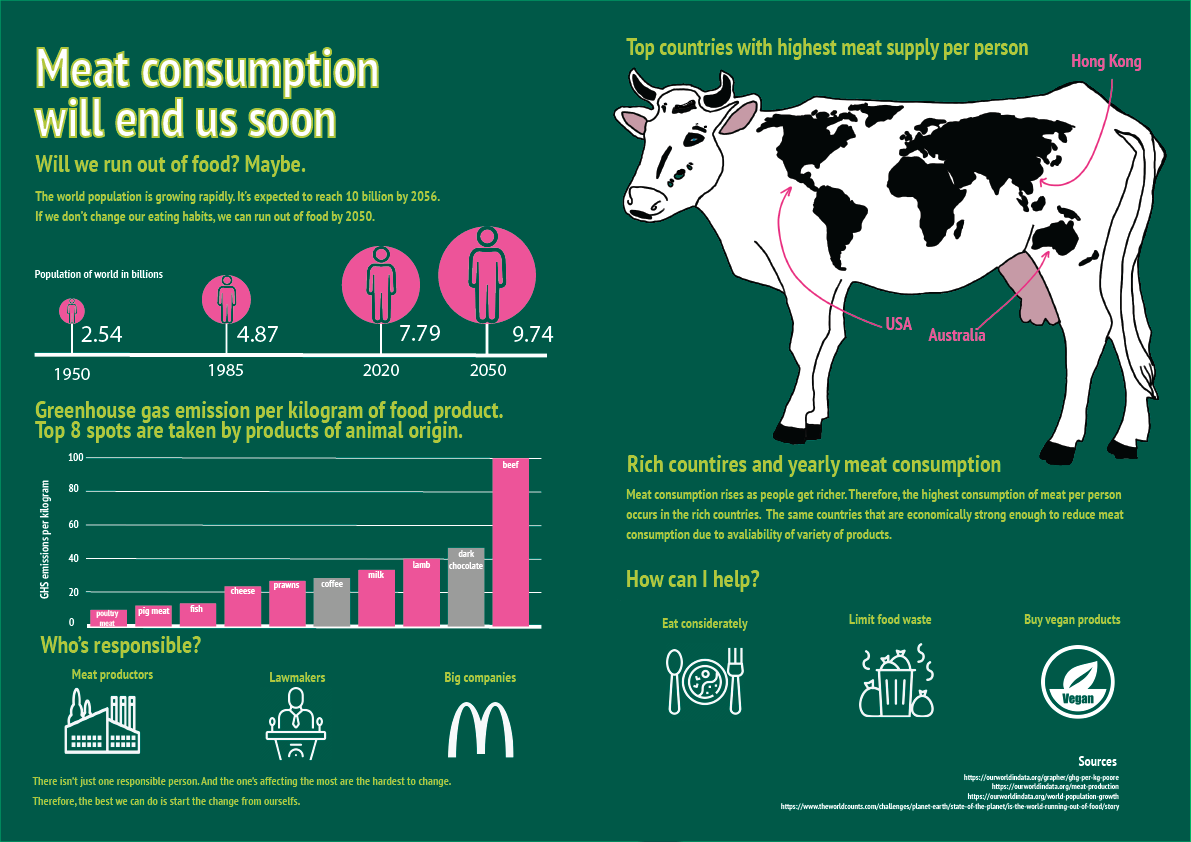 Meat consumption
will end us soon
Will we run out of food? Maybe.
The world population is growing rapidly. It's expected to reach 10 billion by 2056.
If we don't change our eating habits, we can run out of food by 2050.
Population of world in billions
2.54
4.87
7.79
9.74
1950
1985
2020
2050
Greenhouse gas emission per kilogram of food product.
Top 8 spots are taken by products of animal origin.
GHS emissions per kilogram
100
80
60
40
20
0
poultry
meat
pig meat
fish
cheese
prawns
coffee
milk
lamb
dark
chocolate
beef
Who's responsible?
Meat productors
Lawmakers
Big companies
There isn't just one responsible person. And the one's affecting the most are the hardest to change.
Therefore, the best we can do is start the change from ourselfs.
Top countries with highest meat supply per person
Hong Kong
USA
Australia
Rich countires and yearly meat consumption
Meat consumption rises as people get richer. Therefore, the highest consumption of meat per person
occurs in the rich countries. The same countries that are economically strong enough to reduce meat
consumption due to avaliability of variety of products.
How can I help?
Eat considerately
Limit food waste
Buy vegan products
Vegan
Sources
https://ourworldindata.org/grapher/ghg-per-kg-poore
https://ourworldindata.org/meat-production
https://ourworldindata.org/world-population-growth
https://www.theworldcounts.com/challenges/planet-earth/state-of-the-planet/is-the-world-running-out-of-food/story